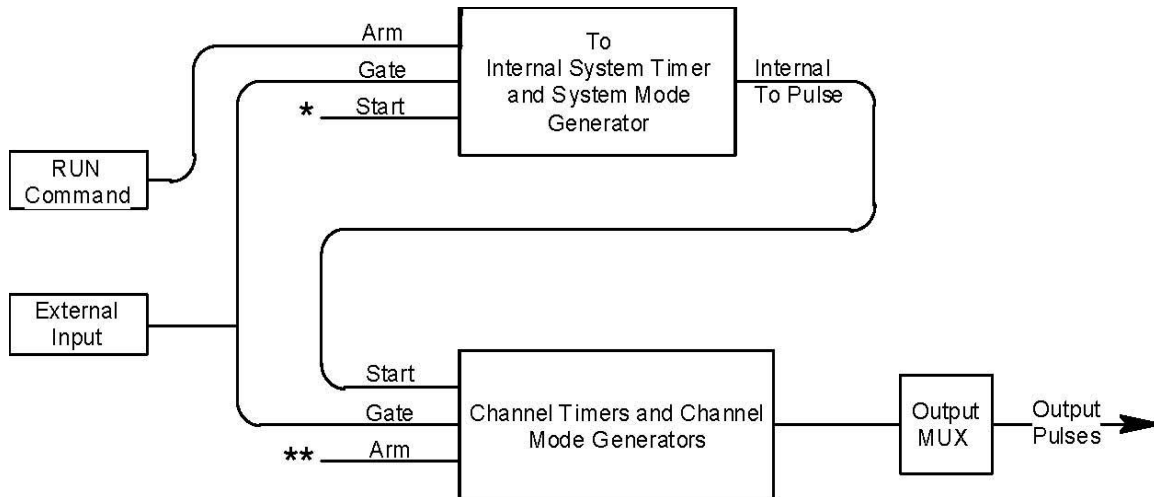 Arm
To
Internal System Timer
and System Mode
Generator
Gate
* Start
Internal
To Pulse
RUN
Command
External
Input
Start
Gate
** Arm
Channel Timers and Channel
Mode Generators
Output
MUX
Output
Pulses